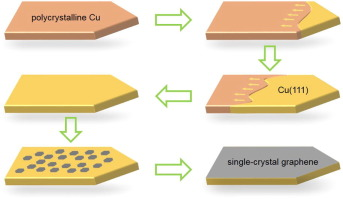 polycrystalline Cu
Cu(111)
single-crystal graphene